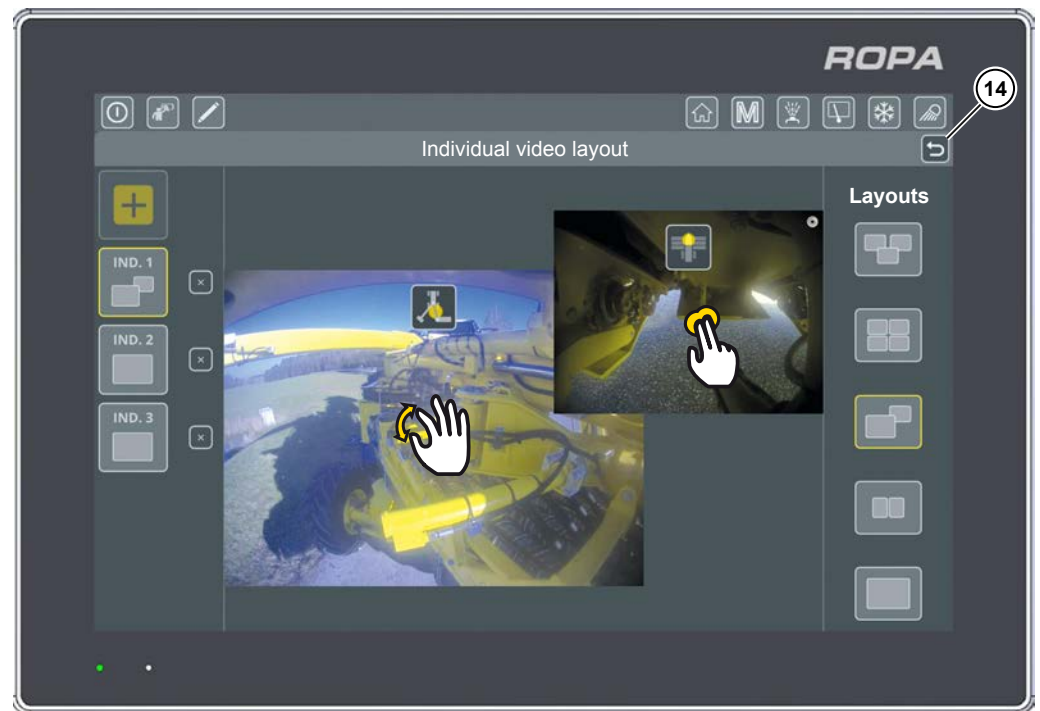 ROPA
14
M
Individual video layout
Layouts
IND. 1
IND. 2
IND. 3